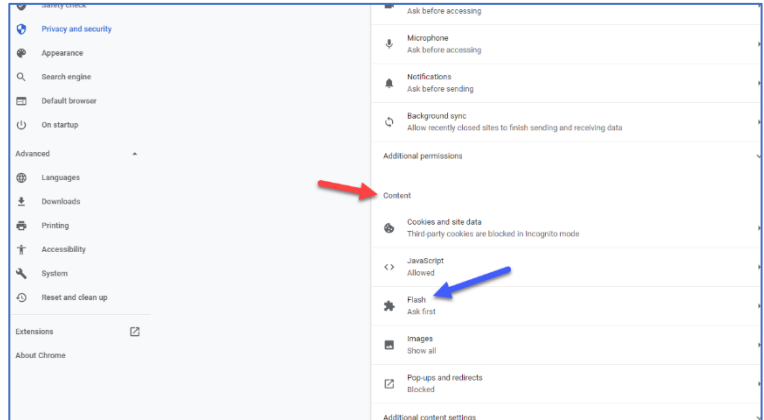 Safety check
Privacy and security
Appearance
Search engine
Default browser
On startup
Advanced
Languages
Downloads
Printing
Accessibility
System
Reset and clean up
Extensions
About Chrome
Ask before accessing
Microphone
Ask before accessing
Notifications
Ask before sending
Background sync
Allow recently closed sites to finish sending and receiving data
Additional permissions
Content
Cookies and site data
Third-party cookies are blocked in Incognito mode
JavaScript
Allowed
Flash
Ask first
Images
Show all
Pop-ups and redirects
Blocked
Additional content settings